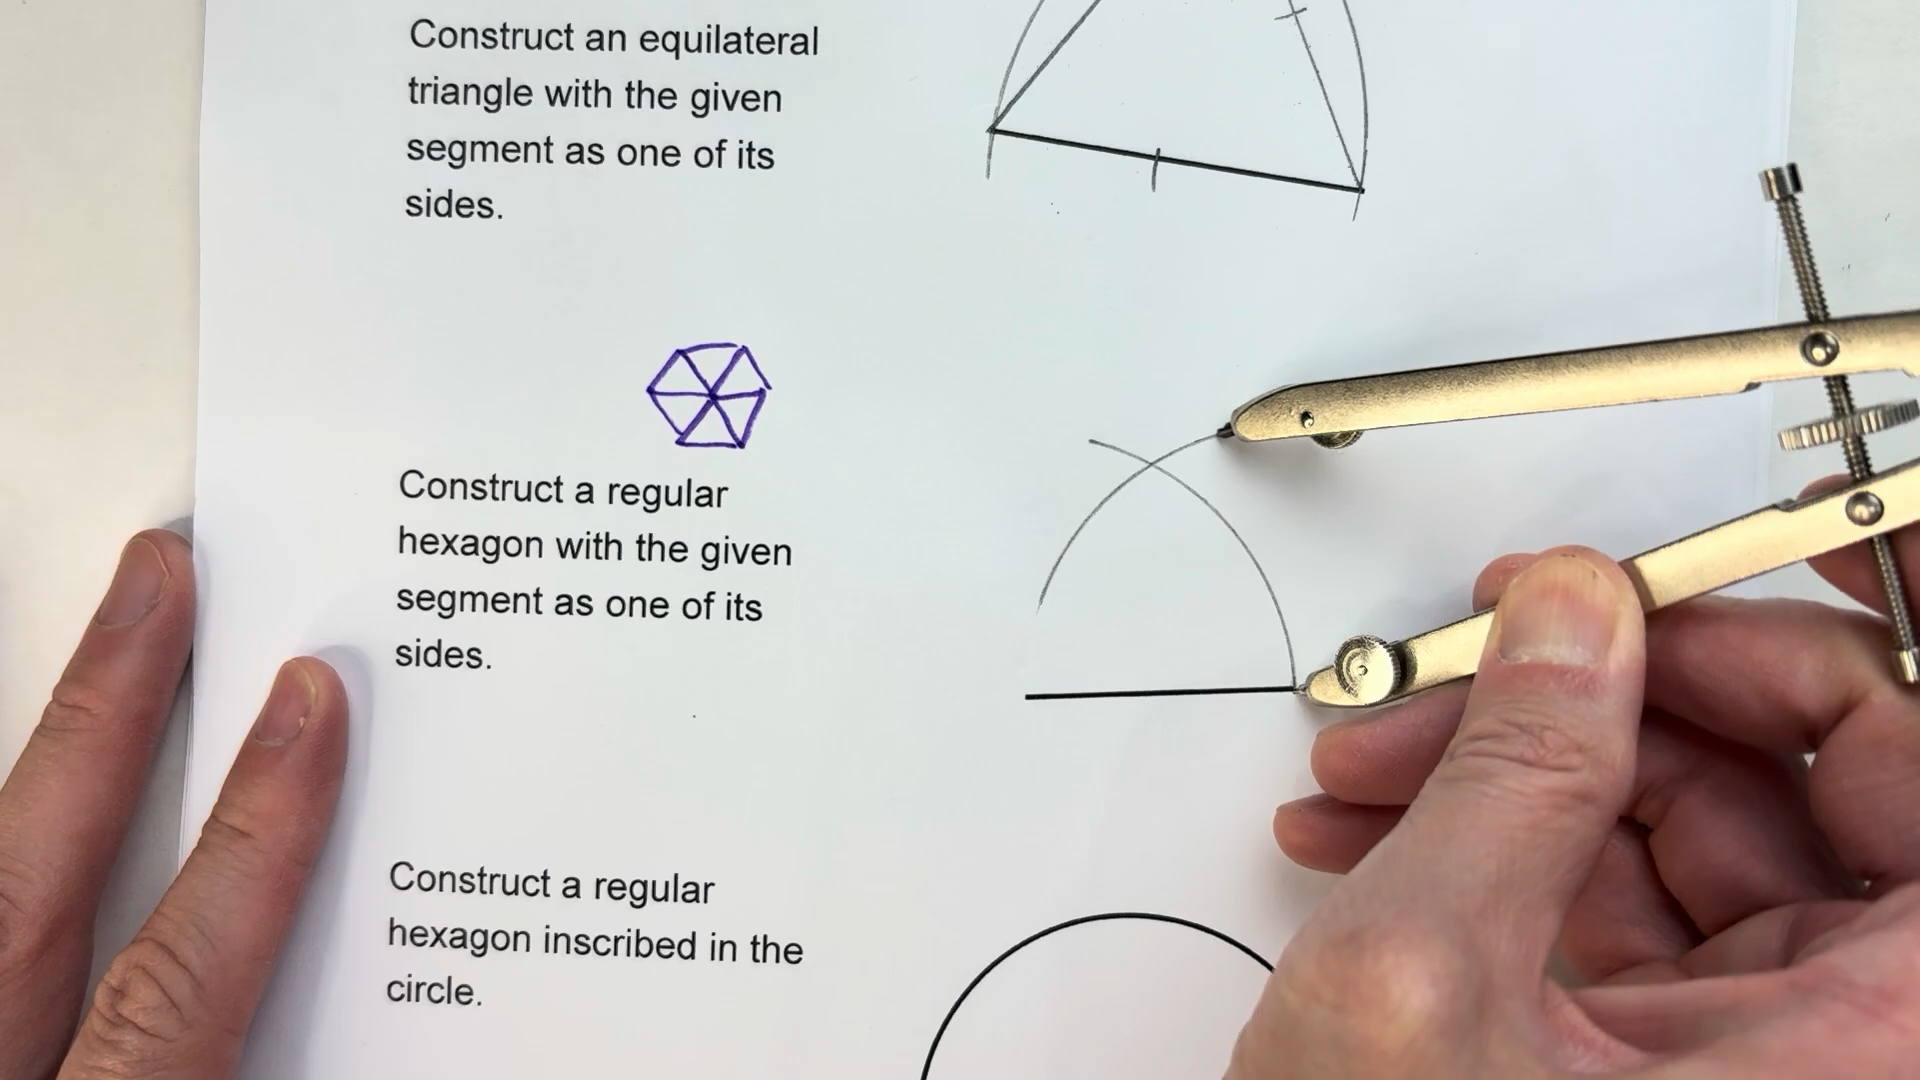 Construct an equilateral
triangle with the given
segment as one of its
sides.
Construct a regular
hexagon with the given
segment as one of its
sides.
Construct a regular
hexagon inscribed in the
circle.